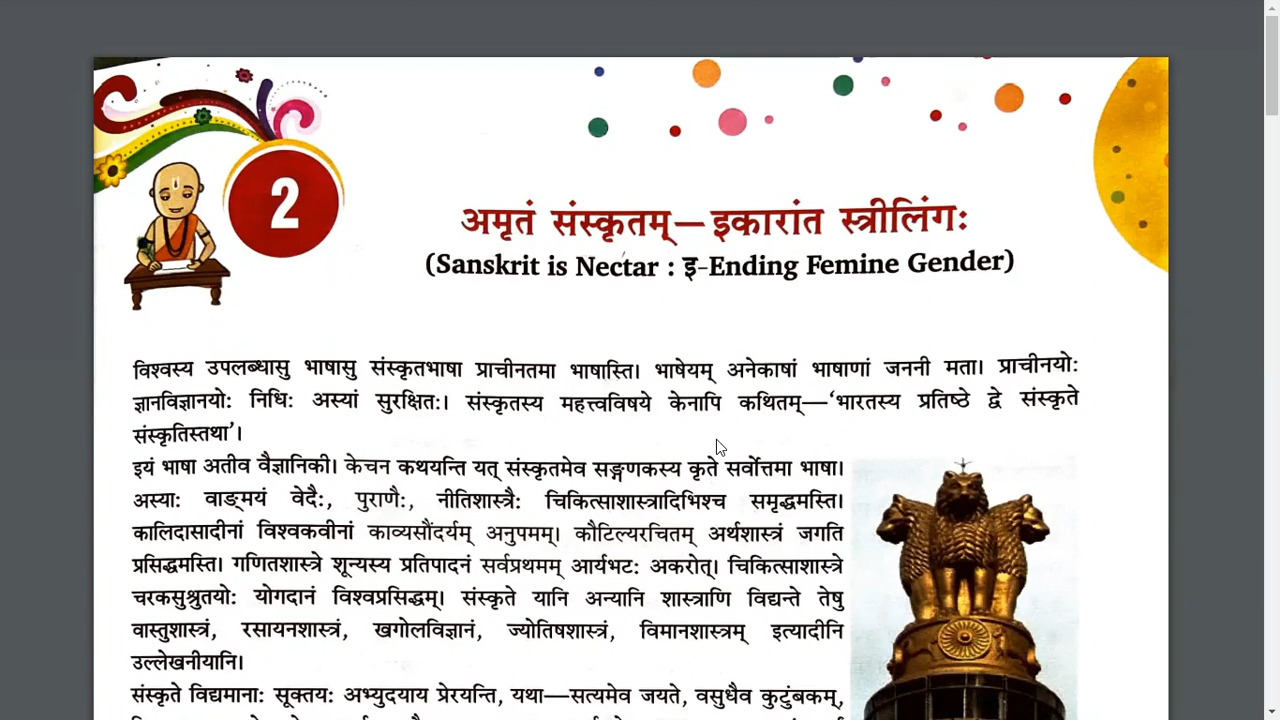 2
अमृतं संस्कृतम्—इकारांत स्त्रीलिंगः
(Sanskrit is Nectar : इ-Ending Femine Gender)
विश्वस्य उपलब्धासु भाषासु संस्कृतभाषा प्राचीनतमा भाषास्ति। भाषेयम् अनेकाषां भाषाणां जननी मता। प्राचीनयोः
ज्ञानविज्ञानयोः निधिः अस्यां सुरक्षितः। संस्कृतस्य महत्त्वविषये केनापि कथितम्—‘भारतस्य प्रतिष्ठे द्वे संस्कृते
संस्कृतिस्तथा’।
इयं भाषा अतीव वैज्ञानिकी। केचन कथयन्ति यत् संस्कृतमेव सङ्गणकस्य कृते सर्वोत्तमा भाषा।
अस्याः वाङ्मयं वेदैः, पुराणैः, नीतिशास्त्रैः चिकित्साशास्त्रादिभिश्च समृद्धमस्ति।
कालिदासादीनां विश्वकवीनां काव्यसौंदर्यम् अनुपमम्। कौटिल्यरचितम् अर्थशास्त्रं जगति
प्रसिद्धमस्ति। गणितशास्त्रे शून्यस्य प्रतिपादनं सर्वप्रथमम् आर्यभटः अकरोत्। चिकित्साशास्त्रे
चरकसुश्रुतयोः योगदानं विश्वप्रसिद्धम्। संस्कृते यानि अन्यानि शास्त्राणि विद्यन्ते तेषु
वास्तुशास्त्रं, रसायनशास्त्रं, खगोलविज्ञानं, ज्योतिषशास्त्रं, विमानशास्त्रम् इत्यादीनि
उल्लेखनीयानि।
संस्कृते विद्यमानाः सूक्तयः अभ्युदयाय प्रेरयन्ति, यथा—सत्यमेव जयते, वसुधैव कुटुंबकम्,